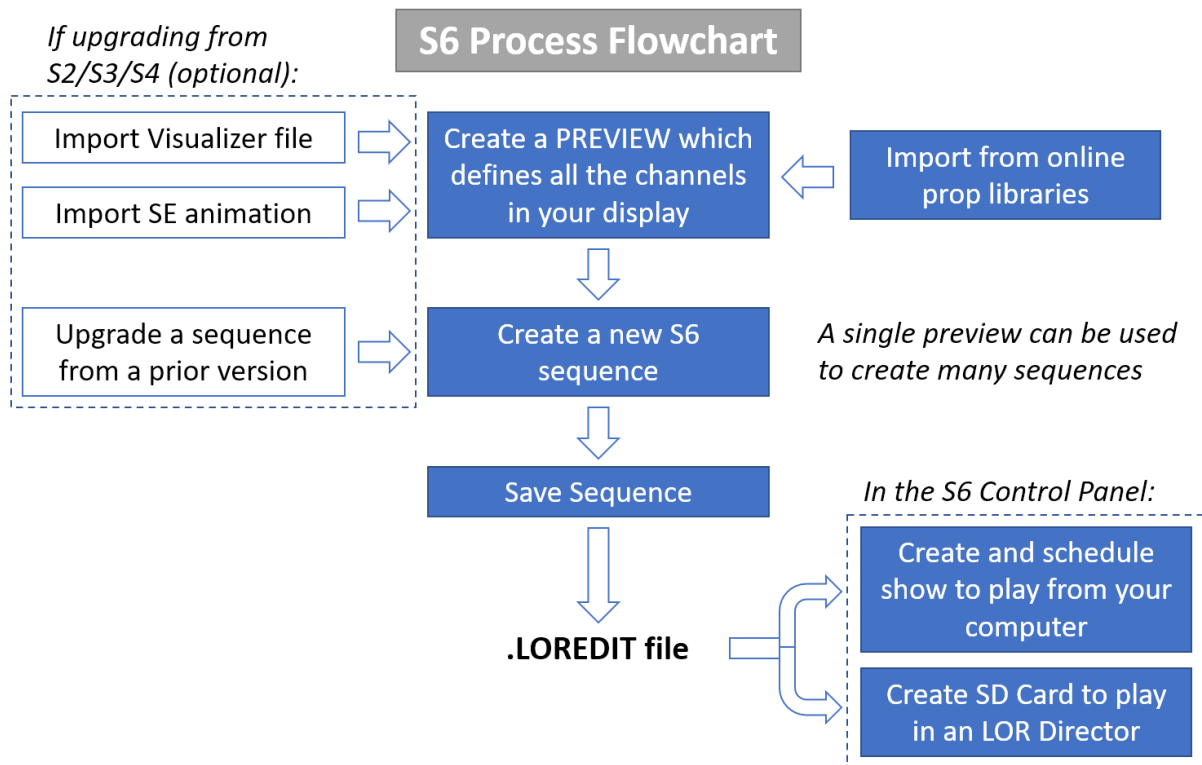 S6 Process Flowchart
If upgrading from
S2/S3/S4 (optional):
Import Visualizer file
Import SE animation
Upgrade a sequence
from a prior version
Create a PREVIEW which
defines all the channels
in your display
Import from online
prop libraries
Create a new S6
sequence
A single preview can be used
to create many sequences
Save Sequence
.LOREDIT file
In the S6 Control Panel:
Create and schedule
show to play from your
computer
Create SD Card to play
in an LOR Director